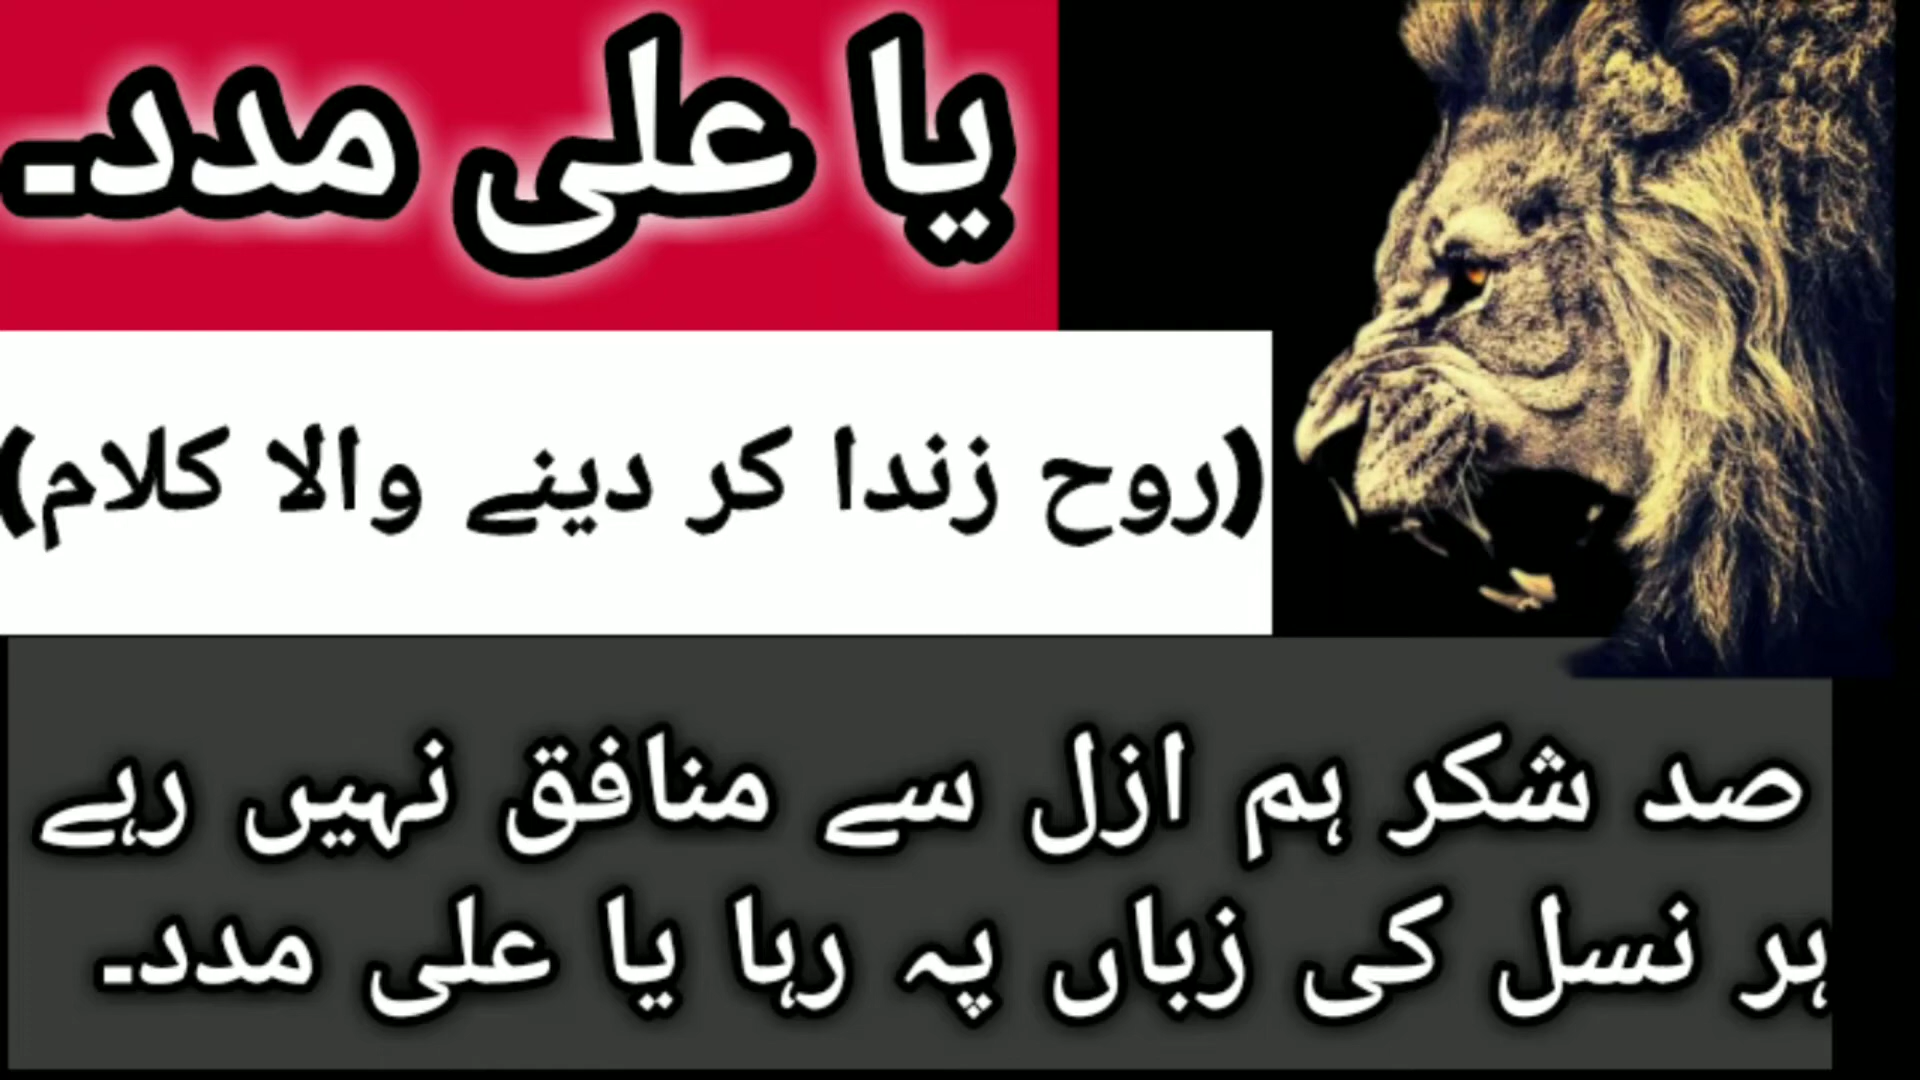 یا علی مدد۔
(روح زندا کر دینے والا کلام)
صد شکر ہم ازل سے منافق نہیں رہے
ہر نسل کی زباں پہ رہا یا علی مدد۔